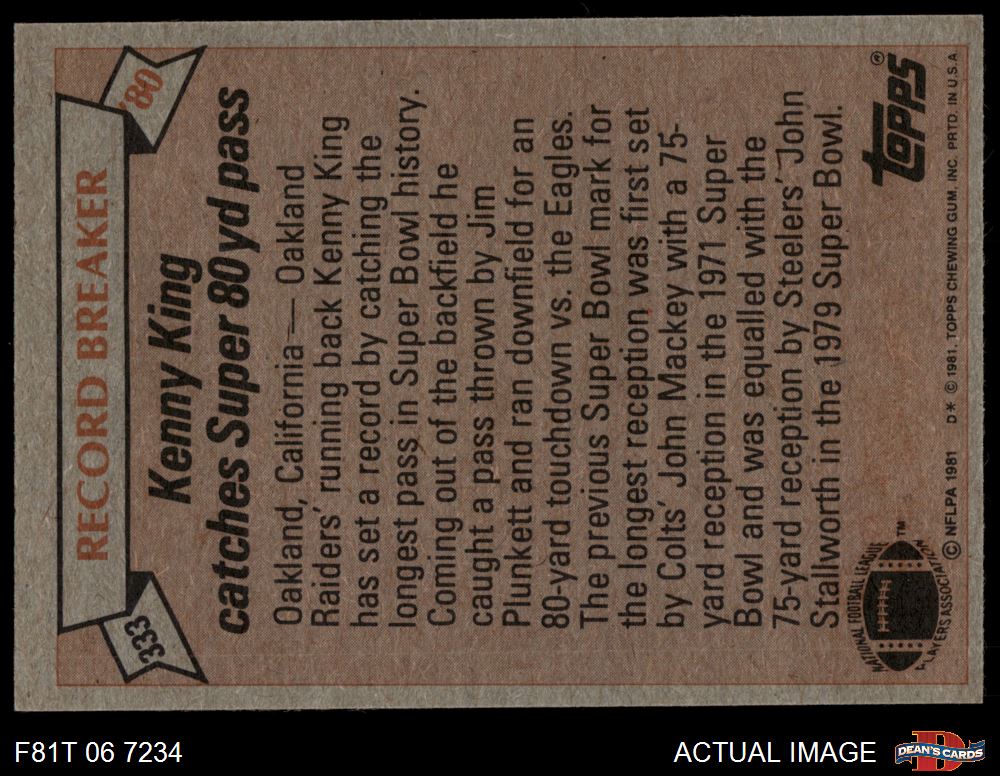 333
RECORD BREAKER
'80
Kenny King
catches Super 80 yd pass
Oakland, California — Oakland
Raiders' running back Kenny King
has set a record by catching the
longest pass in Super Bowl history.
Coming out of the backfield he
caught a pass thrown by Jim
Plunkett and ran downfield for an
80-yard touchdown vs. the Eagles.
The previous Super Bowl mark for
the longest reception was first set
by Colts' John Mackey with a 75-
yard reception in the 1971 Super
Bowl and was equalled with the
75-yard reception by Steelers' John
Stallworth in the 1979 Super Bowl.
NATIONAL FOOTBALL LEAGUE
PLAYERS ASSOCIATION
™
TOPPS®
© NFLPA 1981 D* © 1981, TOPPS CHEWING GUM, INC. PRTD. IN U.S.A
F81T 06 7234
ACTUAL IMAGE
D
DEAN'S CARDS